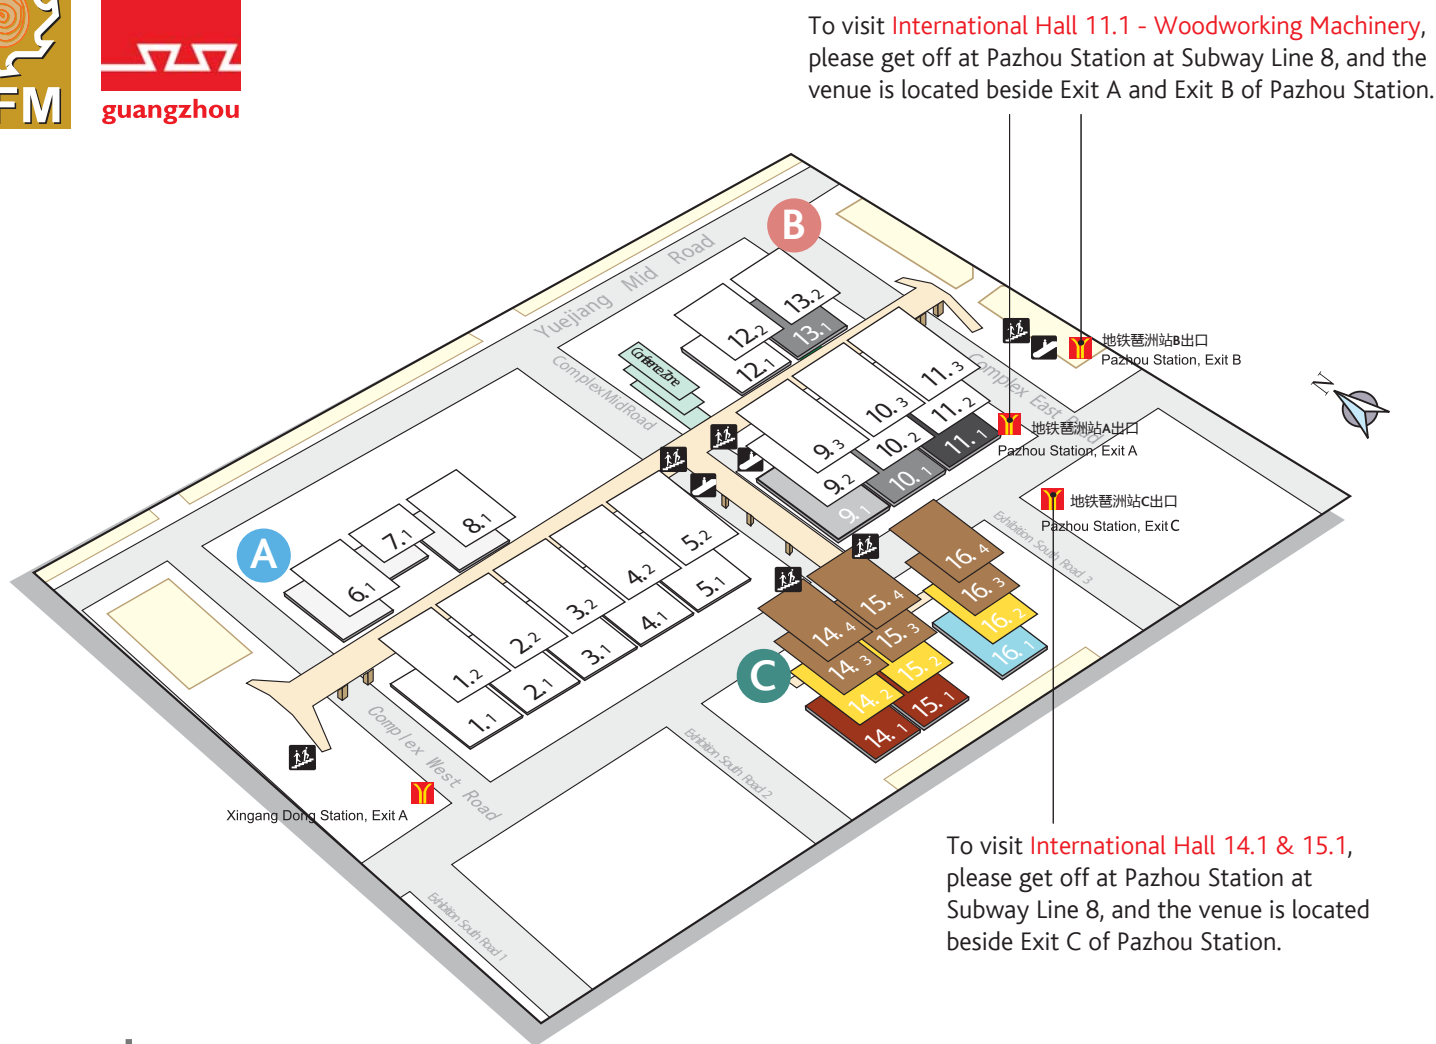 FM
guangzhou
To visit International Hall 11.1 - Woodworking Machinery,
please get off at Pazhou Station at Subway Line 8, and the
venue is located beside Exit A and Exit B of Pazhou Station.
B
Yuejiang Mid Road
13.2
13.1
12.2
12.1
Conference Zone
ComplexMidRoad
11.3
11.2
11.1
10.3
10.2
10.1
9.3
9.2
9.1
Complex East Road
地铁琶洲站B出口
Pazhou Station, Exit B
N
地铁琶洲站A出口
Pazhou Station, Exit A
地铁琶洲站C出口
Pazhou Station, Exit C
Exhibition South Road 3
A
8.1
7.1
6.1
5.2
5.1
4.2
4.1
3.2
3.1
2.2
2.1
1.2
1.1
16.4
16.3
16.2
16.1
15.4
15.3
15.2
15.1
14.4
14.3
14.2
14.1
C
Complex West Road
Exhibition South Road 2
Xingang Dong Station, Exit A
Exhibition South Road 1
To visit International Hall 14.1 & 15.1,
please get off at Pazhou Station at
Subway Line 8, and the venue is located
beside Exit C of Pazhou Station.